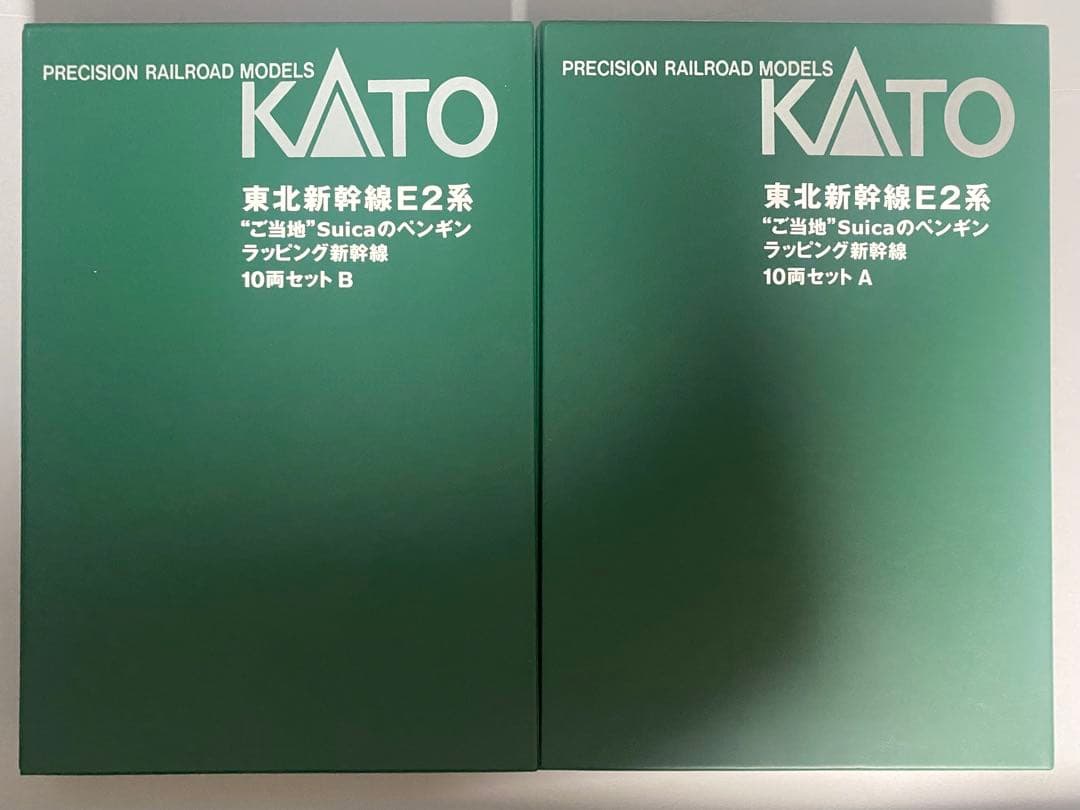 PRECISION RAILROAD MODELS
KATO
東北新幹線E2系
“ご当地”Suicaのペンギン
ラッピング新幹線
10両セット B
PRECISION RAILROAD MODELS
KATO
東北新幹線E2系
“ご当地”Suicaのペンギン
ラッピング新幹線
10両セット A